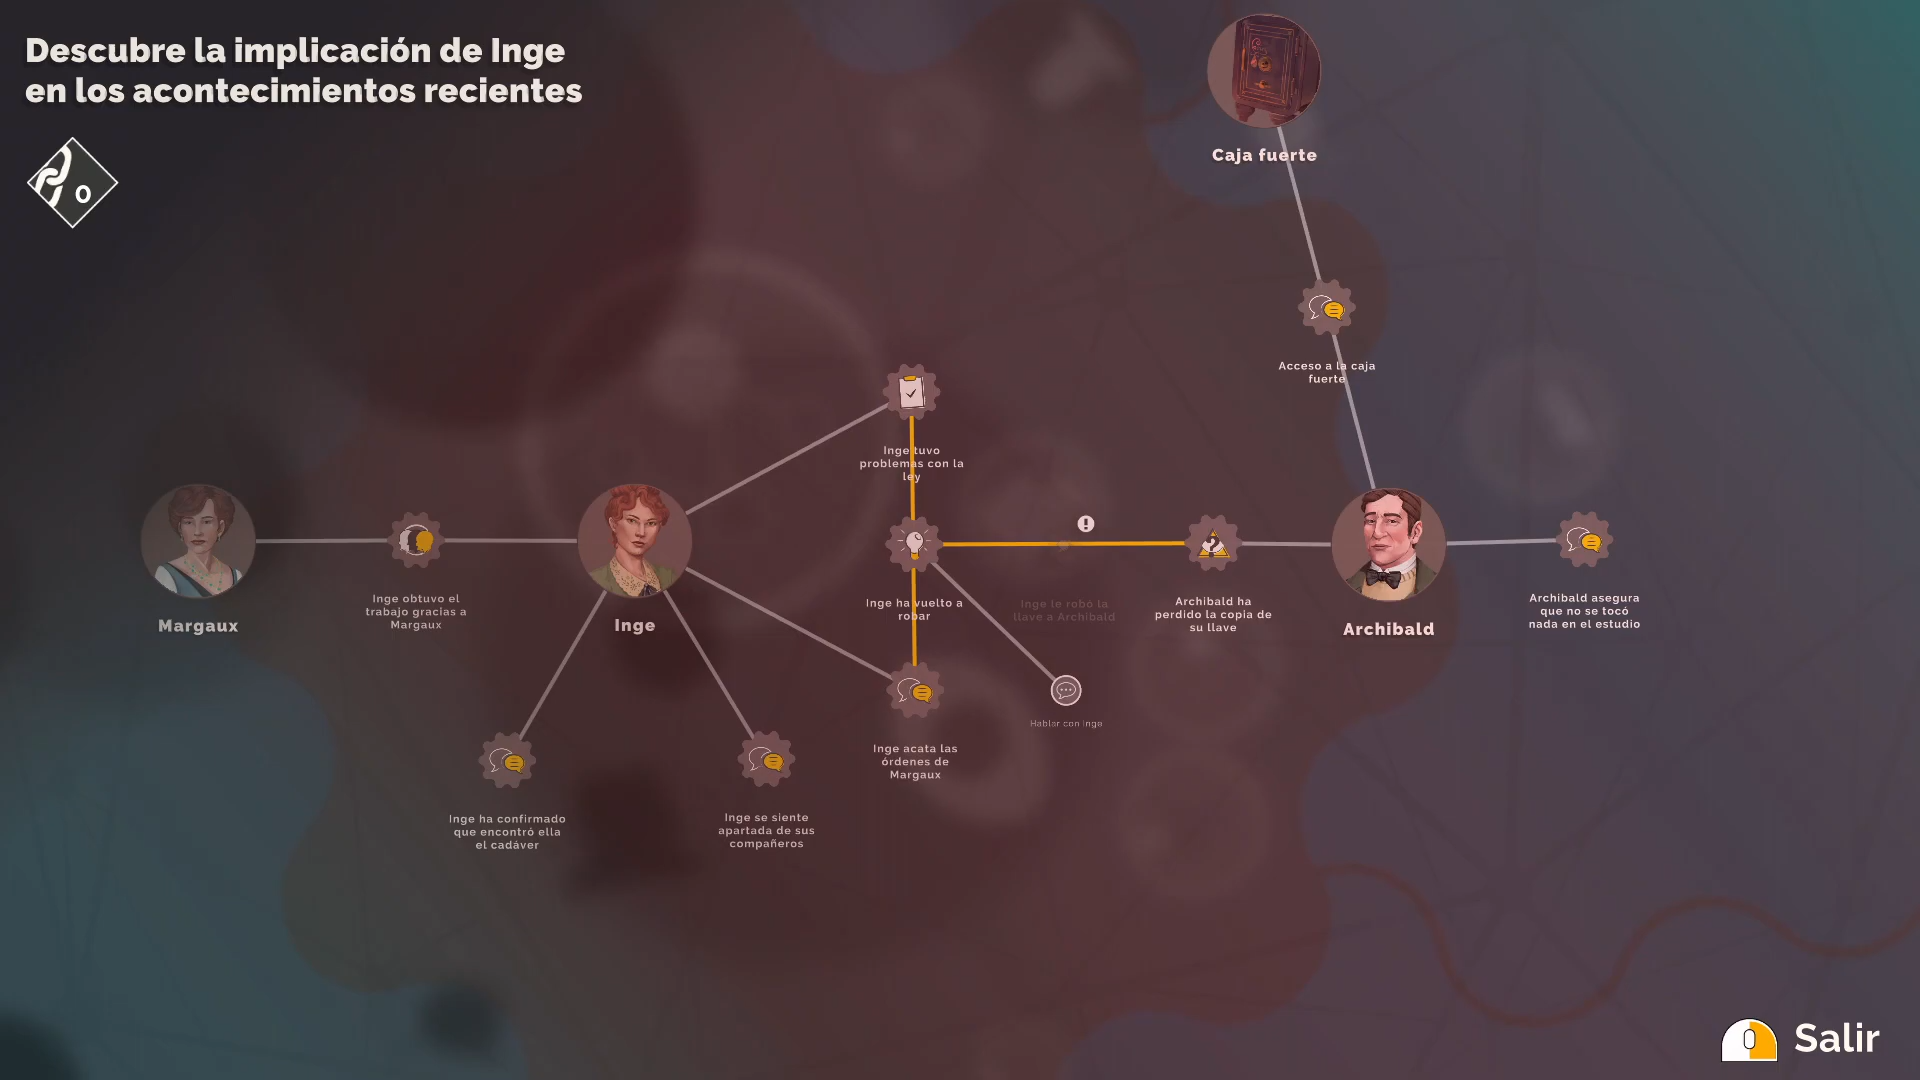 Descubre la implicación de Inge
en los acontecimientos recientes
0
Caja fuerte
Acceso a la caja
fuerte
Inge tuvo
problemas con la
ley
Margaux
Inge obtuvo el
trabajo gracias a
Margaux
Inge
Inge ha vuelto a
robar
Inge le robó la
llave a Archibald
Archibald ha
perdido la copia de
su llave
Archibald
Archibald asegura
que no se tocó
nada en el estudio
Hablar con Inge
Inge acata las
órdenes de
Margaux
Inge ha confirmado
que encontró ella
el cadáver
Inge se siente
apartada de sus
compañeros
Salir